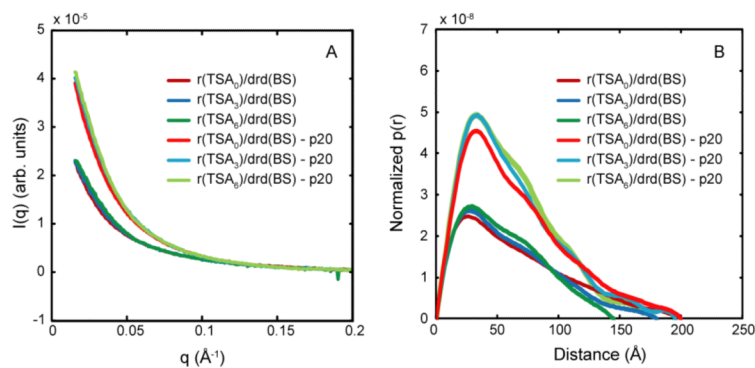 x 10⁻⁵
5
4
3
2
1
0
-1
I(q) (arb. units)
0
0.05
0.1
0.15
0.2
q (Å⁻¹)
A
r(TSA₀)/drd(BS)
r(TSA₃)/drd(BS)
r(TSA₆)/drd(BS)
r(TSA₀)/drd(BS) - p20
r(TSA₃)/drd(BS) - p20
r(TSA₆)/drd(BS) - p20
x 10⁻⁸
7
6
5
4
3
2
1
0
Normalized p(r)
0
50
100
150
200
250
Distance (Å)
B
r(TSA₀)/drd(BS)
r(TSA₃)/drd(BS)
r(TSA₆)/drd(BS)
r(TSA₀)/drd(BS) - p20
r(TSA₃)/drd(BS) - p20
r(TSA₆)/drd(BS) - p20